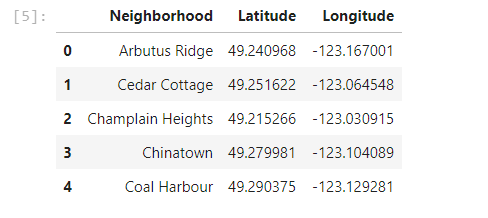 [5]:
Neighborhood Latitude Longitude
0 Arbutus Ridge 49.240968 -123.167001
1 Cedar Cottage 49.251622 -123.064548
2 Champlain Heights 49.215266 -123.030915
3 Chinatown 49.279981 -123.104089
4 Coal Harbour 49.290375 -123.129281